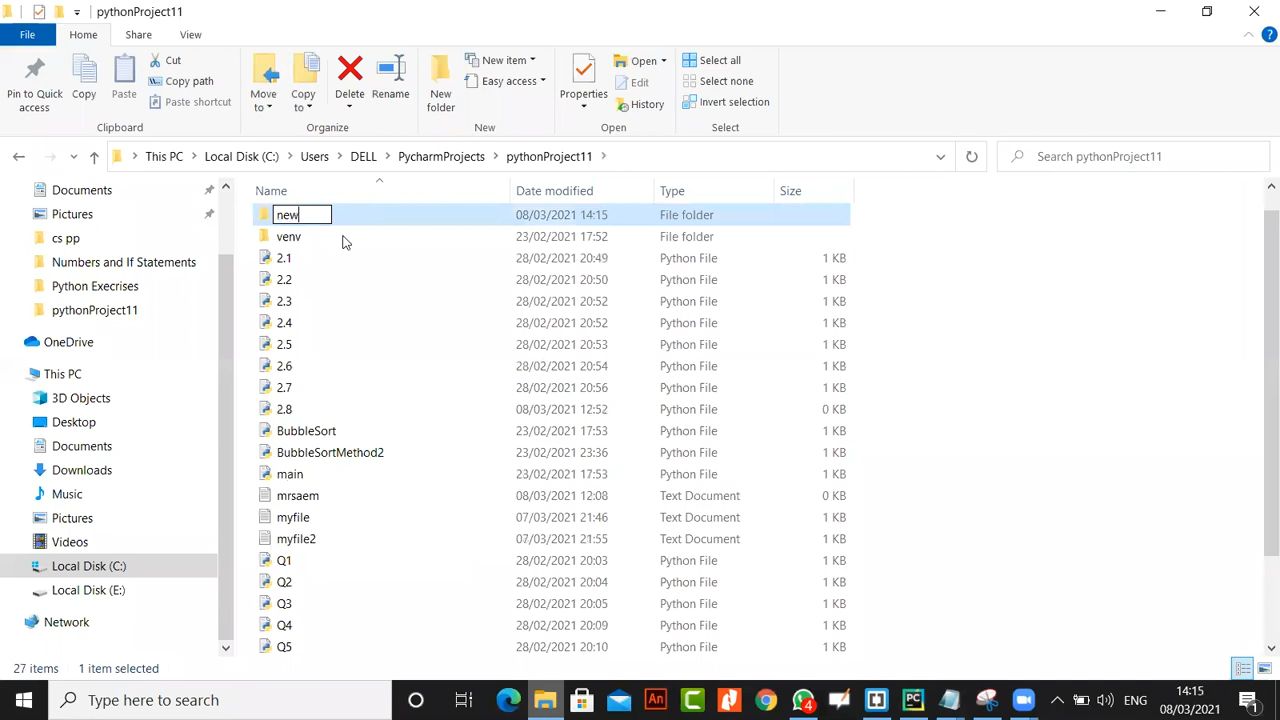 pythonProject11
File Home Share View
Pin to Quick access
Copy
Paste
Cut
Copy path
Paste shortcut
Clipboard
Move to
Copy to
Delete
Rename
Organize
New folder
New item
Easy access
New
Properties
Open
Edit
History
Open
Select all
Select none
Invert selection
Select
This PC Local Disk (C:) Users DELL PycharmProjects pythonProject11
Search pythonProject11
Documents
Pictures
cs pp
Numbers and If Statements
Python Execrises
pythonProject11
OneDrive
This PC
3D Objects
Desktop
Documents
Downloads
Music
Pictures
Videos
Local Disk (C:)
Local Disk (E:)
Network
Name Date modified Type Size
new 08/03/2021 14:15 File folder
venv 23/02/2021 17:52 File folder
2.1 28/02/2021 20:49 Python File 1 KB
2.2 28/02/2021 20:50 Python File 1 KB
2.3 28/02/2021 20:52 Python File 1 KB
2.4 28/02/2021 20:52 Python File 1 KB
2.5 28/02/2021 20:53 Python File 1 KB
2.6 28/02/2021 20:54 Python File 1 KB
2.7 28/02/2021 20:56 Python File 1 KB
2.8 08/03/2021 12:52 Python File 0 KB
BubbleSort 23/02/2021 17:53 Python File 1 KB
BubbleSortMethod2 23/02/2021 23:36 Python File 1 KB
main 23/02/2021 17:53 Python File 1 KB
mrsaem 08/03/2021 12:08 Text Document 0 KB
myfile 07/03/2021 21:46 Text Document 1 KB
myfile2 07/03/2021 21:55 Text Document 1 KB
Q1 28/02/2021 20:03 Python File 1 KB
Q2 28/02/2021 20:04 Python File 1 KB
Q3 28/02/2021 20:05 Python File 1 KB
Q4 28/02/2021 20:09 Python File 1 KB
Q5 28/02/2021 20:10 Python File 1 KB
27 items 1 item selected
Type here to search
An
C
4
PC
ENG
14:15
08/03/2021
1